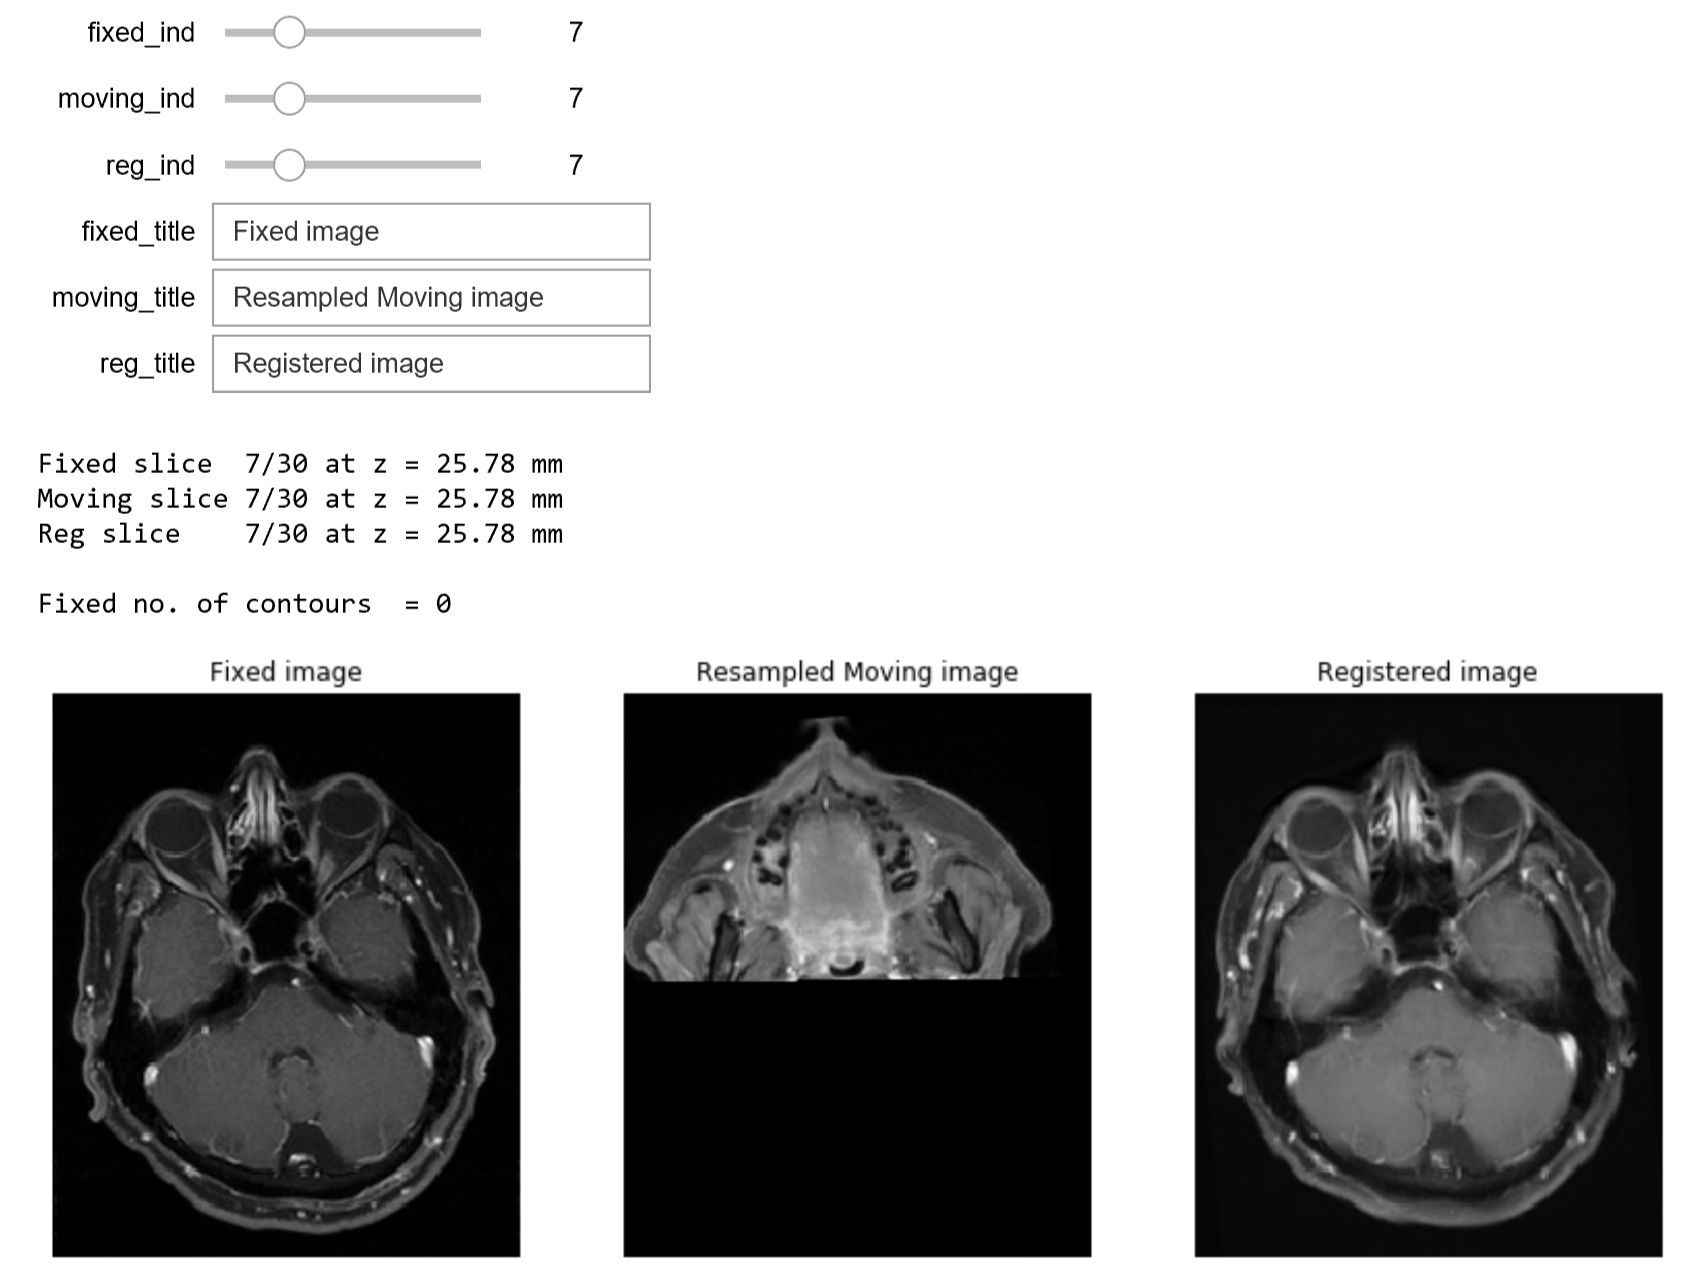 fixed_ind 7
moving_ind 7
reg_ind 7
fixed_title Fixed image
moving_title Resampled Moving image
reg_title Registered image
Fixed slice  7/30 at z = 25.78 mm
Moving slice 7/30 at z = 25.78 mm
Reg slice    7/30 at z = 25.78 mm
Fixed no. of contours  = 0
Fixed image Resampled Moving image Registered image